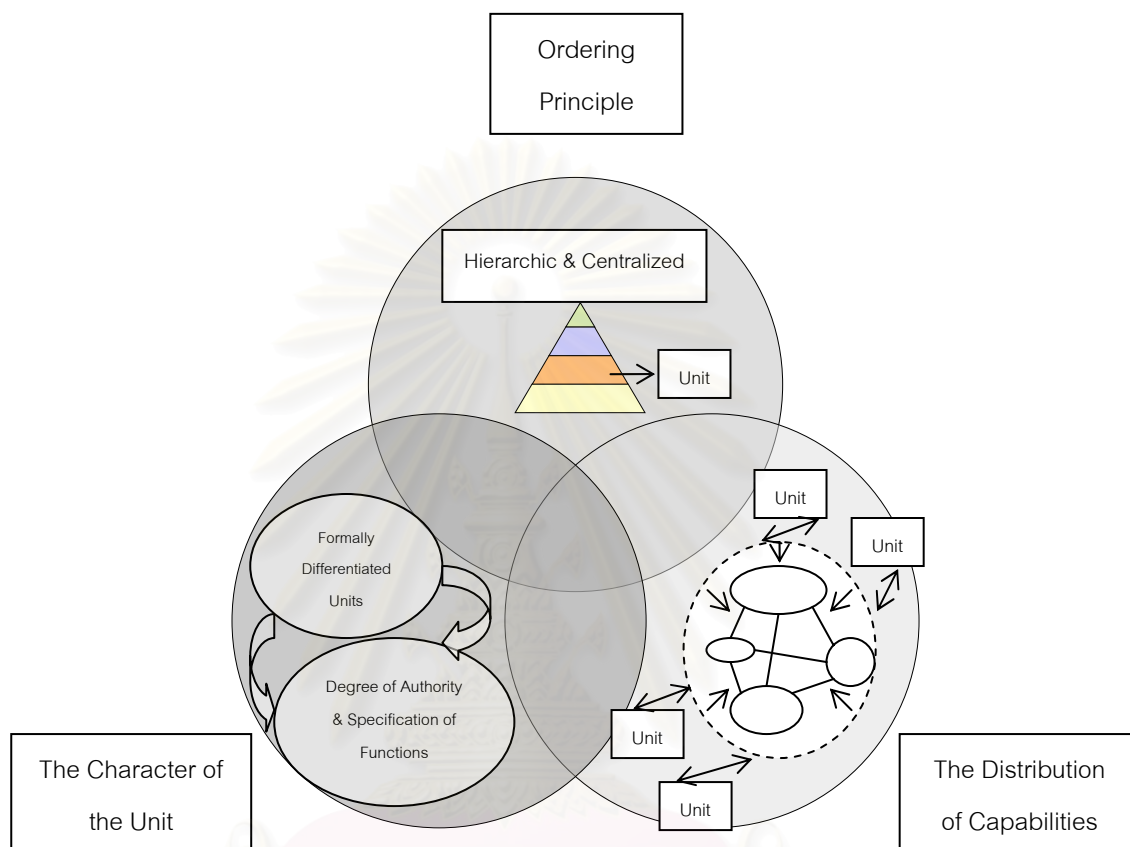 Ordering
Principle
Hierarchic & Centralized
Unit
Unit
Unit
Formally
Differentiated
Units
Degree of Authority
& Specification of
Functions
Unit
Unit
The Character of
the Unit
The Distribution
of Capabilities